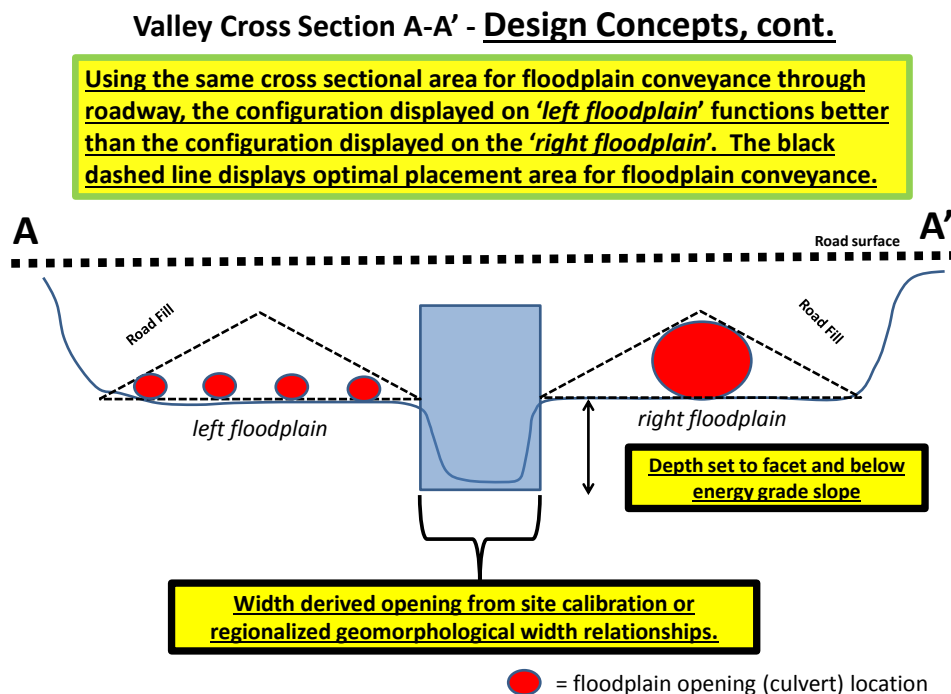 Valley Cross Section A-A’ - Design Concepts, cont.
Using the same cross sectional area for floodplain conveyance through
roadway, the configuration displayed on ‘left floodplain’ functions better
than the configuration displayed on the ‘right floodplain’.  The black
dashed line displays optimal placement area for floodplain conveyance.
A
A’
Road surface
Road Fill
Road Fill
left floodplain
right floodplain
Depth set to facet and below
energy grade slope
Width derived opening from site calibration or
regionalized geomorphological width relationships.
= floodplain opening (culvert) location